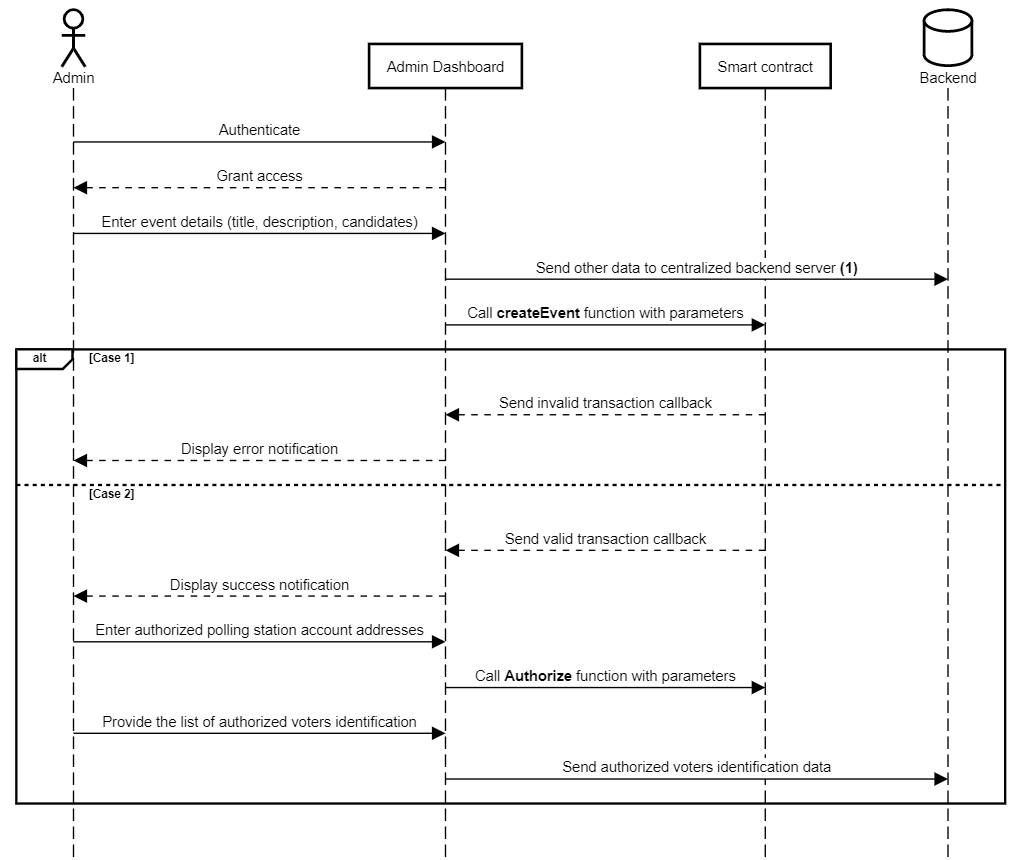 Admin
Admin Dashboard
Smart contract
Backend
Authenticate
Grant access
Enter event details (title, description, candidates)
Send other data to centralized backend server (1)
Call createEvent function with parameters
alt
[Case 1]
Send invalid transaction callback
Display error notification
[Case 2]
Send valid transaction callback
Display success notification
Enter authorized polling station account addresses
Call Authorize function with parameters
Provide the list of authorized voters identification
Send authorized voters identification data